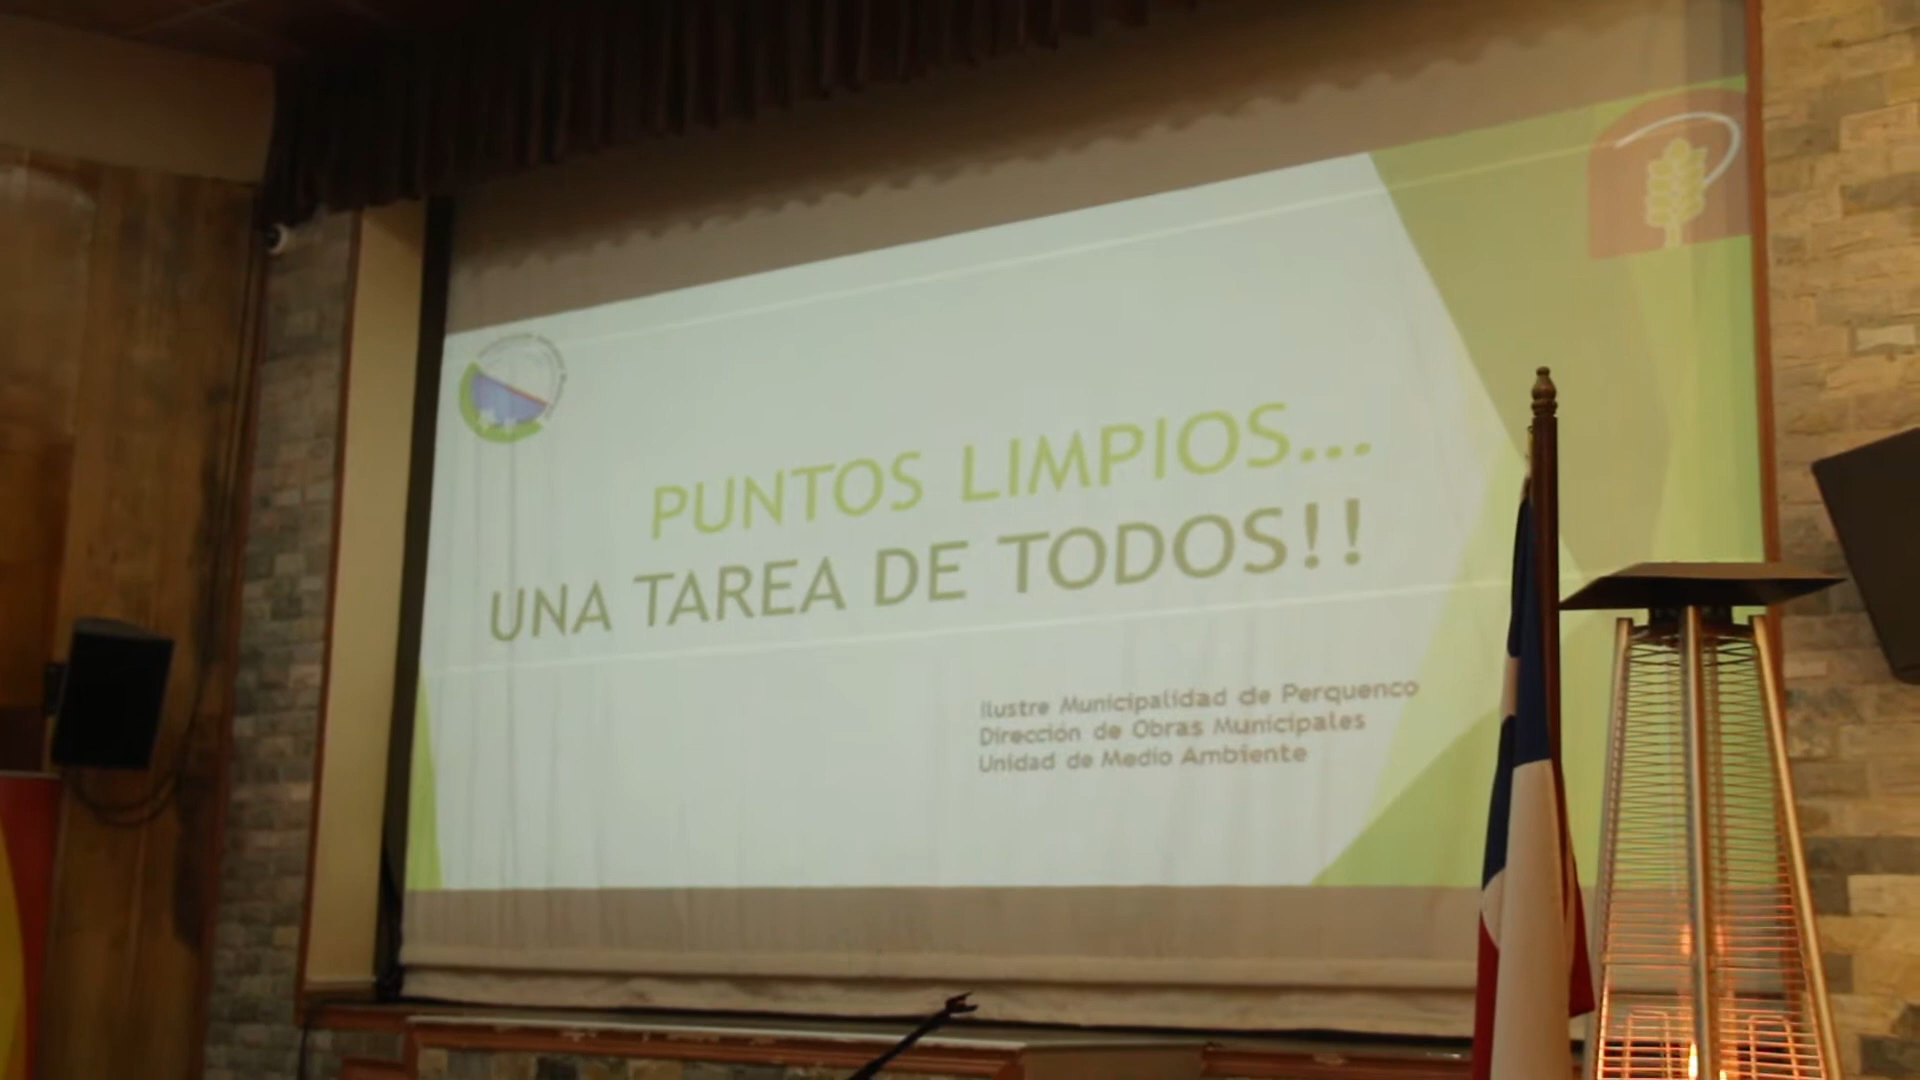 PUNTOS LIMPIOS...
UNA TAREA DE TODOS!!
Ilustre Municipalidad de Perquenco
Dirección de Obras Municipales
Unidad de Medio Ambiente